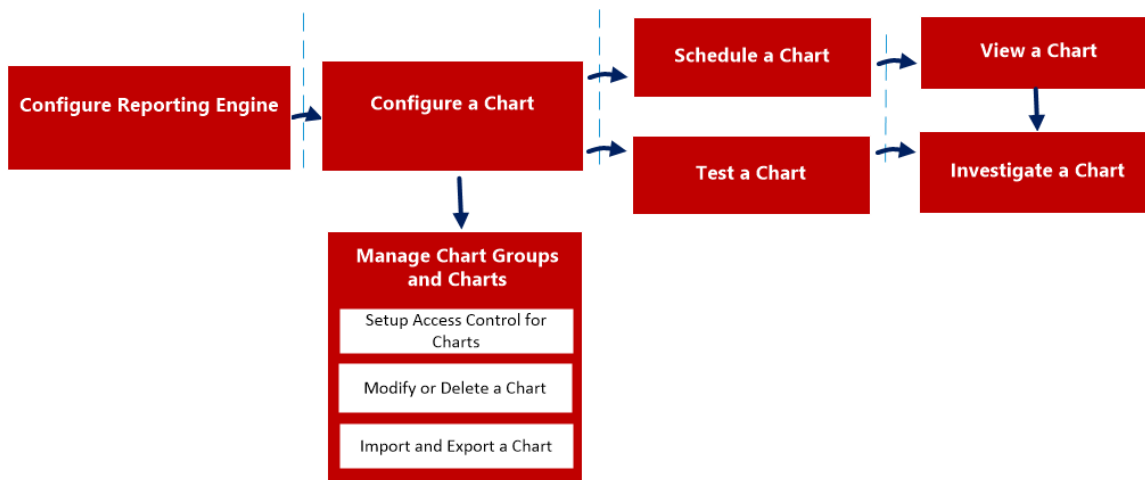 Configure Reporting Engine
Configure a Chart
Schedule a Chart
View a Chart
Test a Chart
Investigate a Chart
Manage Chart Groups
and Charts
Setup Access Control for
Charts
Modify or Delete a Chart
Import and Export a Chart